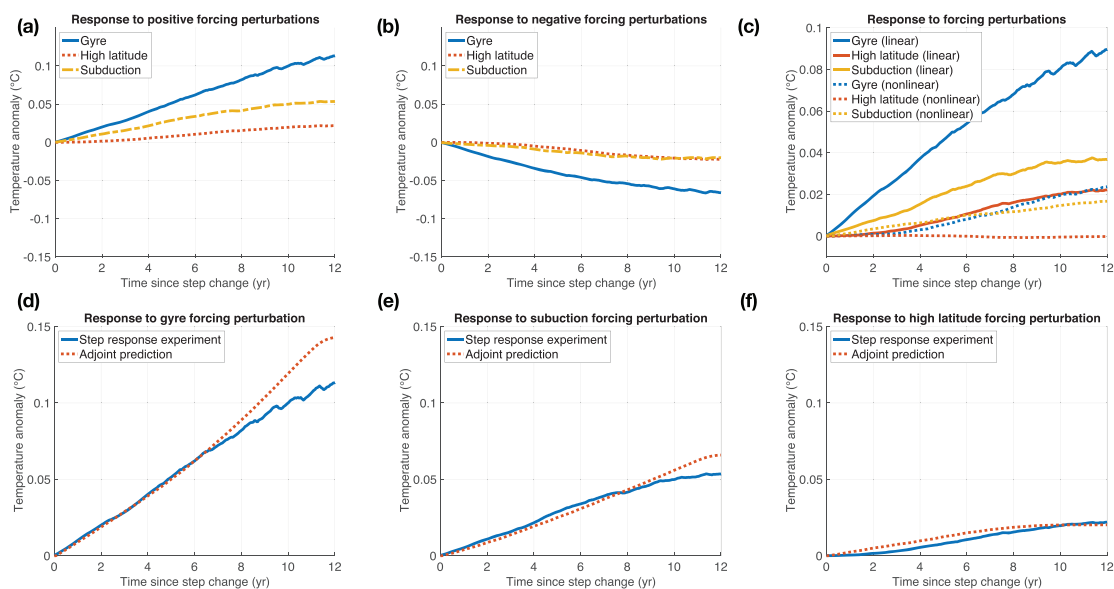 (a)
Response to positive forcing perturbations
Gyre
High latitude
Subduction
0.1
0.05
0
-0.05
-0.1
-0.15
Temperature anomaly (°C)
0 2 4 6 8 10 12
Time since step change (yr)
(b)
Response to negative forcing perturbations
Gyre
High latitude
Subduction
0.1
0.05
0
-0.05
-0.1
-0.15
Temperature anomaly (°C)
0 2 4 6 8 10 12
Time since step change (yr)
(c)
Response to forcing perturbations
Gyre (linear)
High latitude (linear)
Subduction (linear)
Gyre (nonlinear)
High latitude (nonlinear)
Subduction (nonlinear)
0.1
0.08
0.06
0.04
0.02
0
Temperature anomaly (°C)
0 2 4 6 8 10 12
Time since step change (yr)
(d)
Response to gyre forcing perturbation
Step response experiment
Adjoint prediction
0.15
0.1
0.05
0
Temperature anomaly (°C)
0 2 4 6 8 10 12
Time since step change (yr)
(e)
Response to subuction forcing perturbation
Step response experiment
Adjoint prediction
0.15
0.1
0.05
0
Temperature anomaly (°C)
0 2 4 6 8 10 12
Time since step change (yr)
(f)
Response to high latitude forcing perturbation
Step response experiment
Adjoint prediction
0.15
0.1
0.05
0
Temperature anomaly (°C)
0 2 4 6 8 10 12
Time since step change (yr)